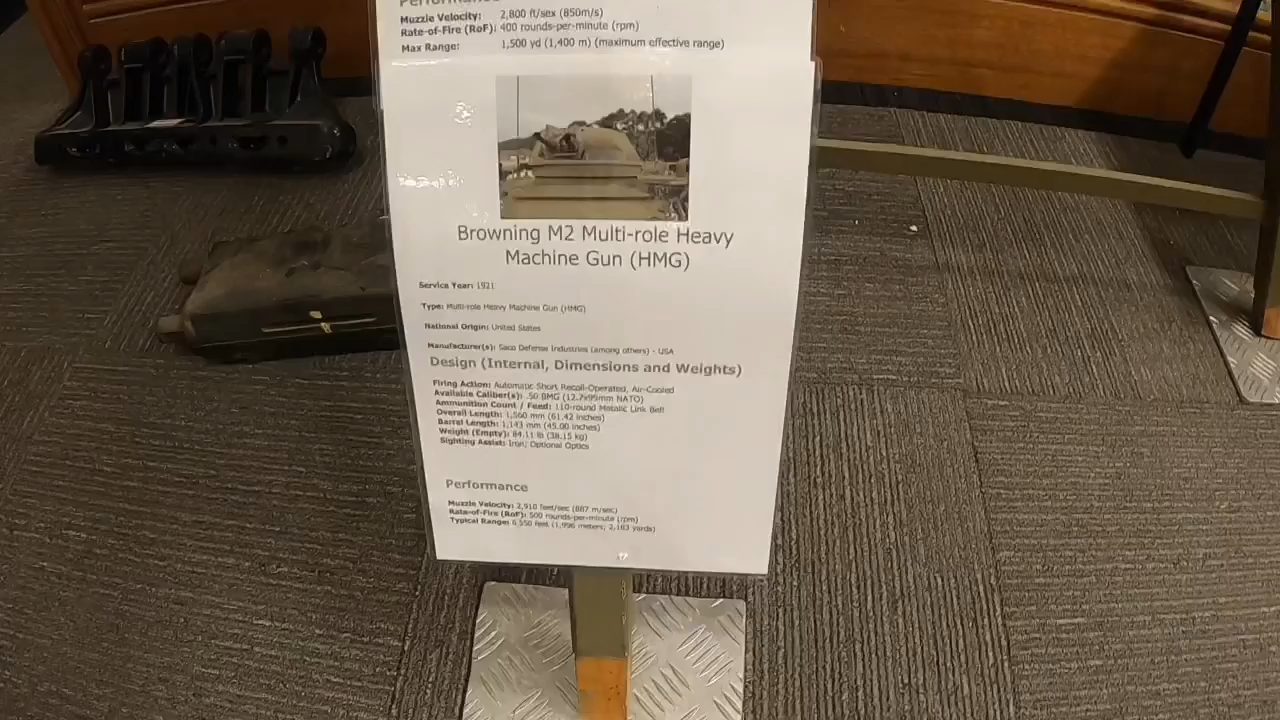 Performance
Muzzle Velocity: 2,800 ft/sex (850m/s)
Rate-of-Fire (RoF): 400 rounds-per-minute (rpm)
Max Range: 1,500 yd (1,400 m) (maximum effective range)
Browning M2 Multi-role Heavy
Machine Gun (HMG)
Service Year: 1921
Type: Multi-role Heavy Machine Gun (HMG)
National Origin: United States
Manufacturer(s): Saco Defense Industries (among others) - USA
Design (Internal, Dimensions and Weights)
Firing Action: Automatic Short Recoil-Operated, Air-Cooled
Available Caliber(s): .50 BMG (12.7x99mm NATO)
Ammunition Count / Feed: 110-round Metalic Link Belt
Overall Length: 1,560 mm (61.42 inches)
Barrel Length: 1,143 mm (45.00 inches)
Weight (Empty): 84.11 lb (38.15 kg)
Sighting Assist: Iron; Optional Optics
Performance
Muzzle Velocity: 2,910 feet/sec (887 m/sec)
Rate-of-Fire (RoF): 500 rounds-per-minute (rpm)
Typical Range: 6,550 feet (1,996 meters; 2,183 yards)